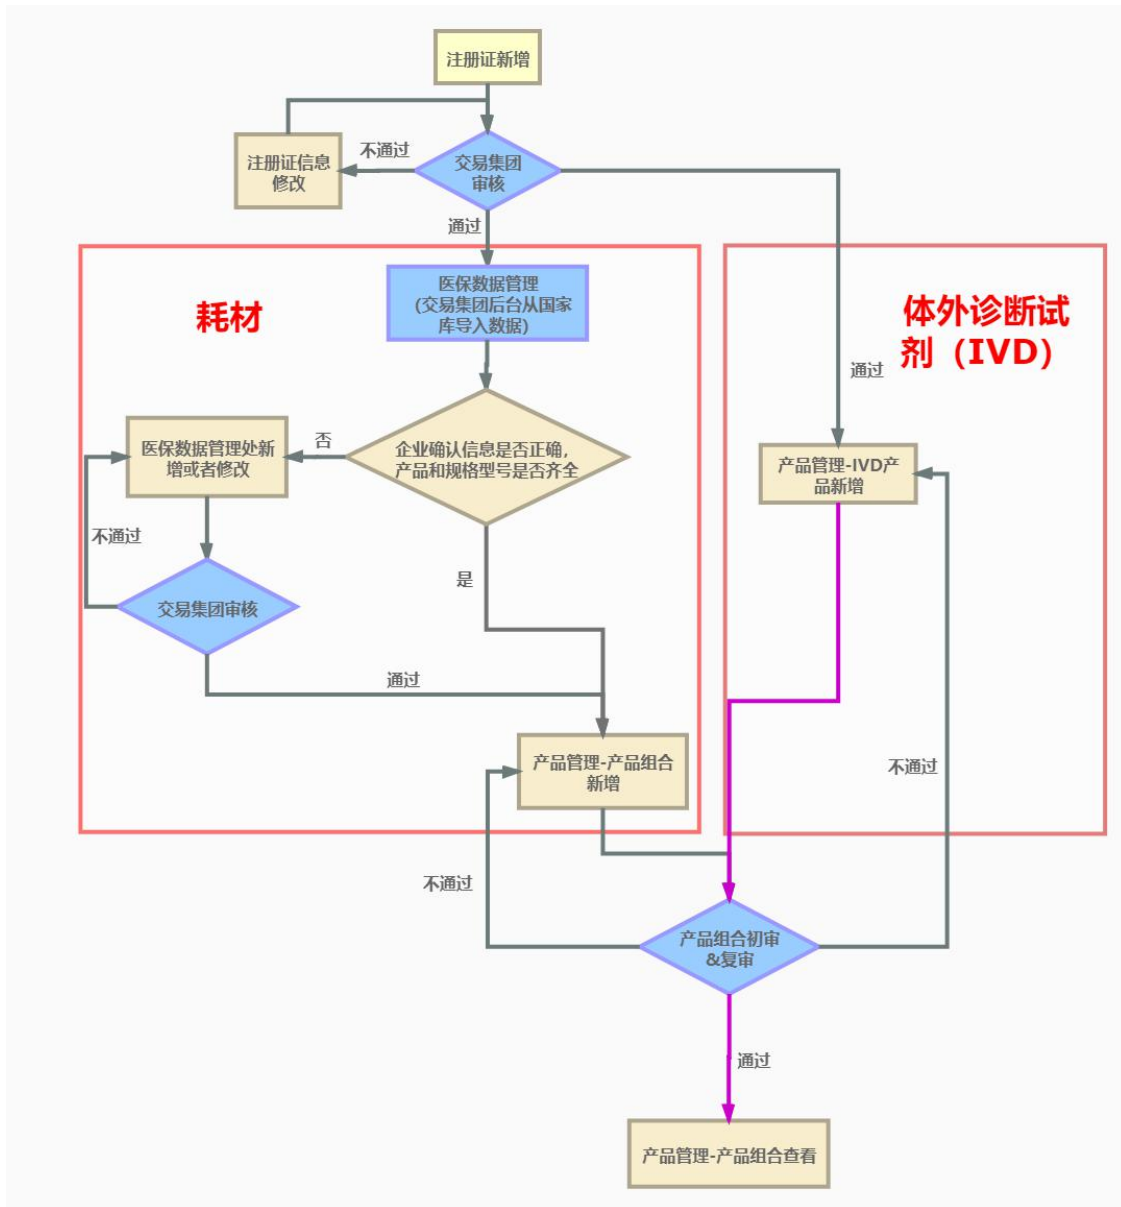 注册证新增
不通过
注册证信息
修改
交易集团
审核
通过
医保数据管理
(交易集团后台从国家
库导入数据)
耗材
体外诊断试
剂（IVD）
通过
医保数据管理处新
增或者修改
否
企业确认信息是否正确,
产品和规格型号是否齐全
产品管理-IVD产
品新增
不通过
是
交易集团审核
通过
产品管理-产品组合
新增
不通过
不通过
产品组合初审
&复审
通过
产品管理-产品组合查看